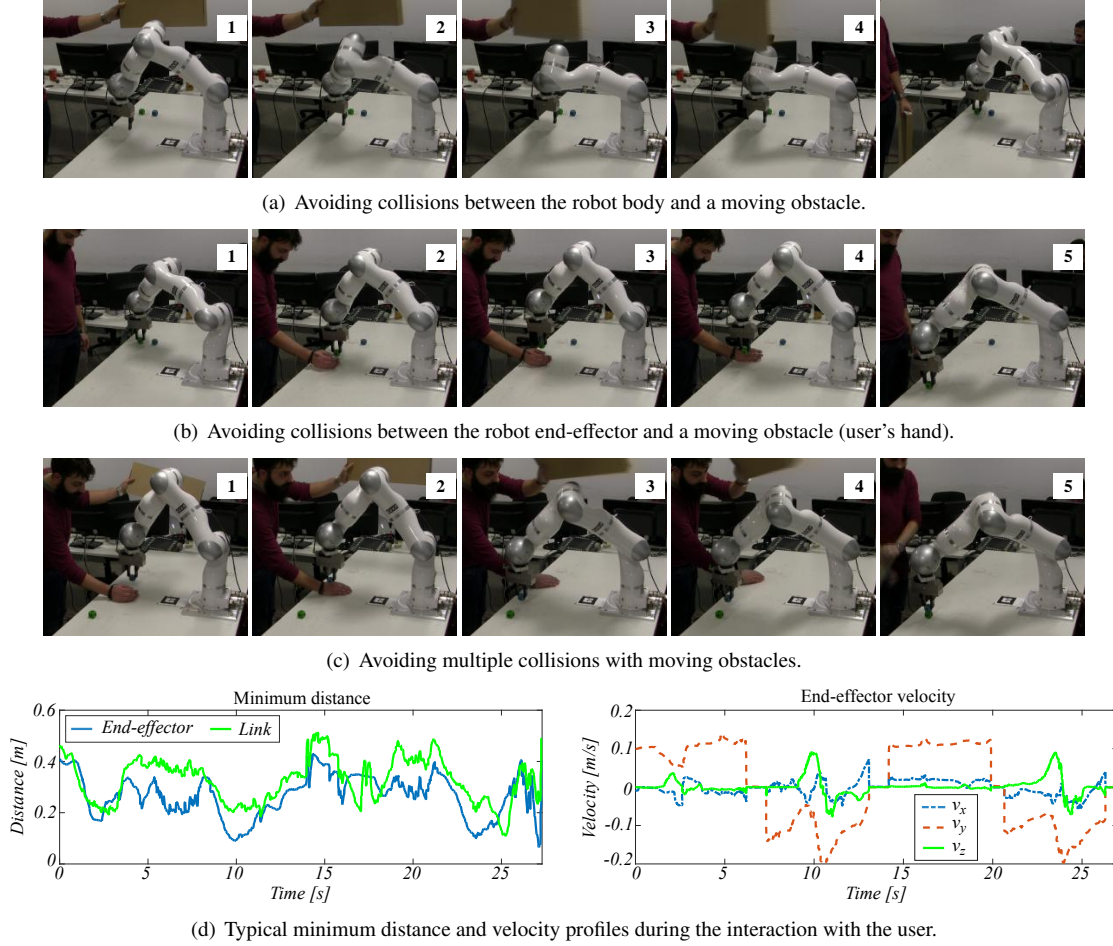 1 2 3 4
(a) Avoiding collisions between the robot body and a moving obstacle.
1 2 3 4 5
(b) Avoiding collisions between the robot end-effector and a moving obstacle (user's hand).
1 2 3 4 5
(c) Avoiding multiple collisions with moving obstacles.
Minimum distance
0.6
End-effector Link
0.4
0.2
0
Distance [m]
0 5 10 15 20 25
Time [s]
End-effector velocity
0.2
0.1
0
-0.1
-0.2
Velocity [m/s]
vx
vy
vz
0 5 10 15 20 25
Time [s]
(d) Typical minimum distance and velocity profiles during the interaction with the user.